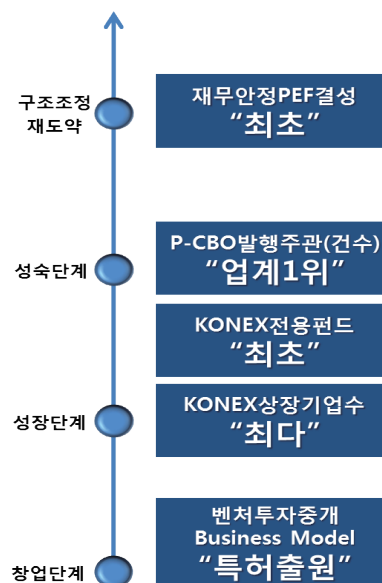 구조조정
재도약
재무안정PEF결성
“최초”
성숙단계
P-CBO발행주관(건수)
“업계1위”
KONEX전용펀드
“최초”
성장단계
KONEX상장기업수
“최다”
창업단계
벤처투자중개
Business Model
“특허출원”